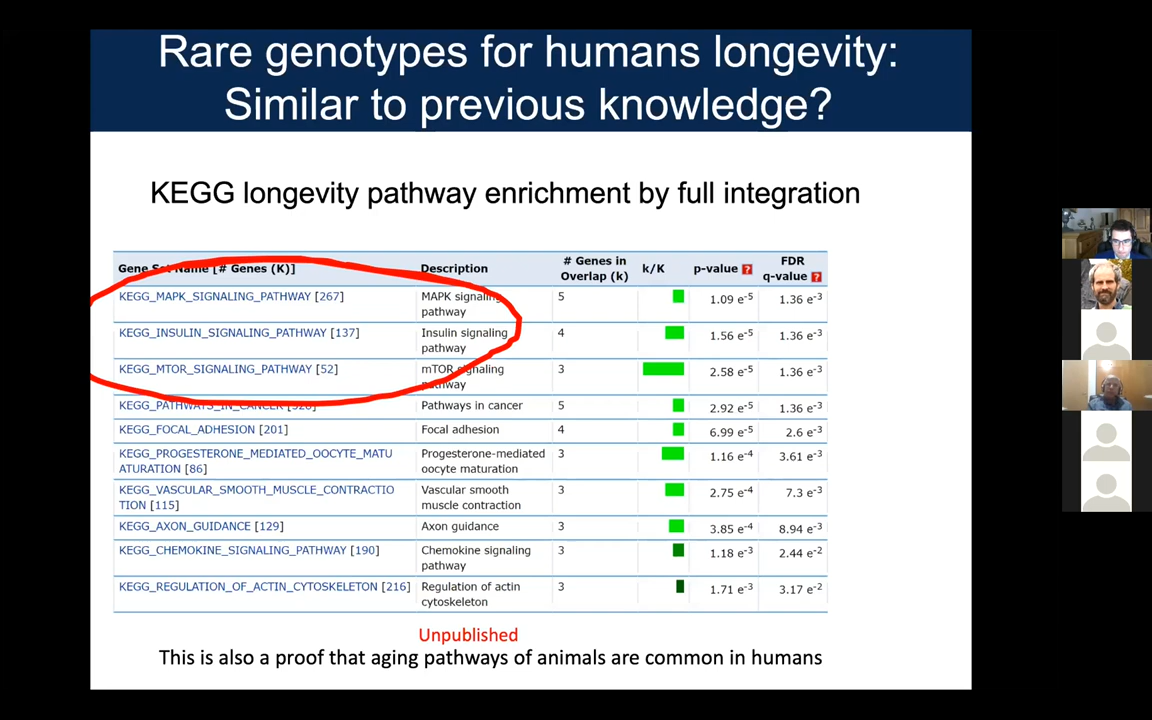 Rare genotypes for humans longevity:
Similar to previous knowledge?
KEGG longevity pathway enrichment by full integration
Gene Set Name [# Genes (K)] Description # Genes in Overlap (k) k/K p-value ? FDR q-value ?
KEGG_MAPK_SIGNALING_PATHWAY [267] MAPK signaling pathway 5 1.09 e-5 1.36 e-3
KEGG_INSULIN_SIGNALING_PATHWAY [137] Insulin signaling pathway 4 1.56 e-5 1.36 e-3
KEGG_MTOR_SIGNALING_PATHWAY [52] mTOR signaling pathway 3 2.58 e-5 1.36 e-3
KEGG_PATHWAYS_IN_CANCER Pathways in cancer 5 2.92 e-5 1.36 e-3
KEGG_FOCAL_ADHESION [201] Focal adhesion 4 6.99 e-5 2.6 e-3
KEGG_PROGESTERONE_MEDIATED_OOCYTE_MATU
ATURATION [86] Progesterone-mediated oocyte maturation 3 1.16 e-4 3.61 e-3
KEGG_VASCULAR_SMOOTH_MUSCLE_CONTRACTIO
TION [115] Vascular smooth muscle contraction 3 2.75 e-4 7.3 e-3
KEGG_AXON_GUIDANCE [129] Axon guidance 3 3.85 e-4 8.94 e-3
KEGG_CHEMOKINE_SIGNALING_PATHWAY [190] Chemokine signaling pathway 3 1.18 e-3 2.44 e-2
KEGG_REGULATION_OF_ACTIN_CYTOSKELETON [216] Regulation of actin cytoskeleton 3 1.71 e-3 3.17 e-2
Unpublished
This is also a proof that aging pathways of animals are common in humans